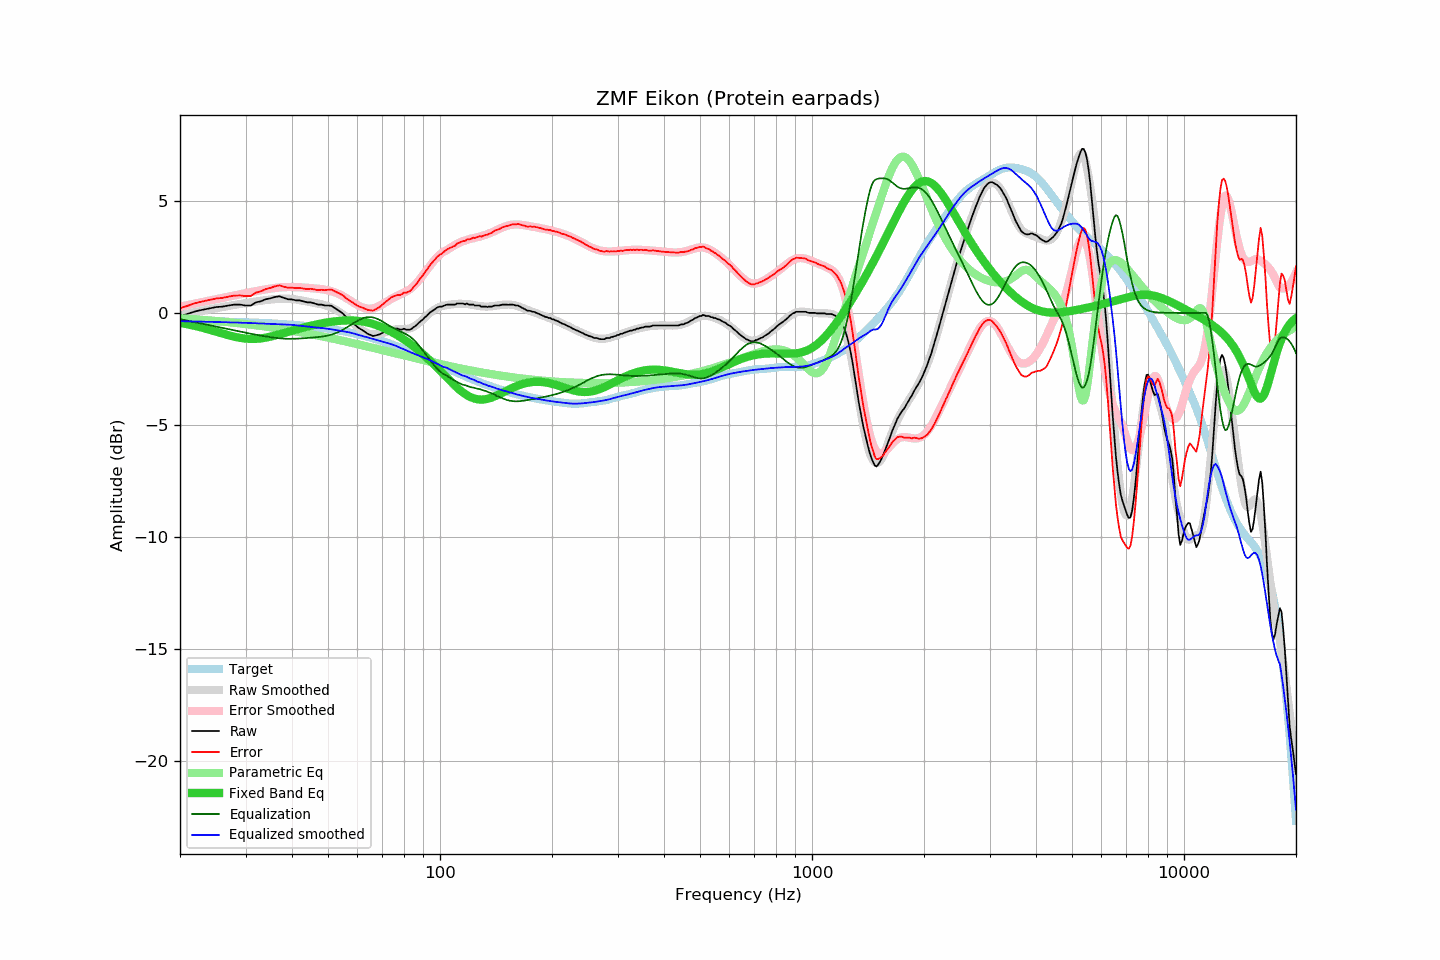 ZMF Eikon (Protein earpads)
5
0
−5
−10
−15
−20
Amplitude (dBr)
Target
Raw Smoothed
Error Smoothed
Raw
Error
Parametric Eq
Fixed Band Eq
Equalization
Equalized smoothed
100
1000
10000
Frequency (Hz)